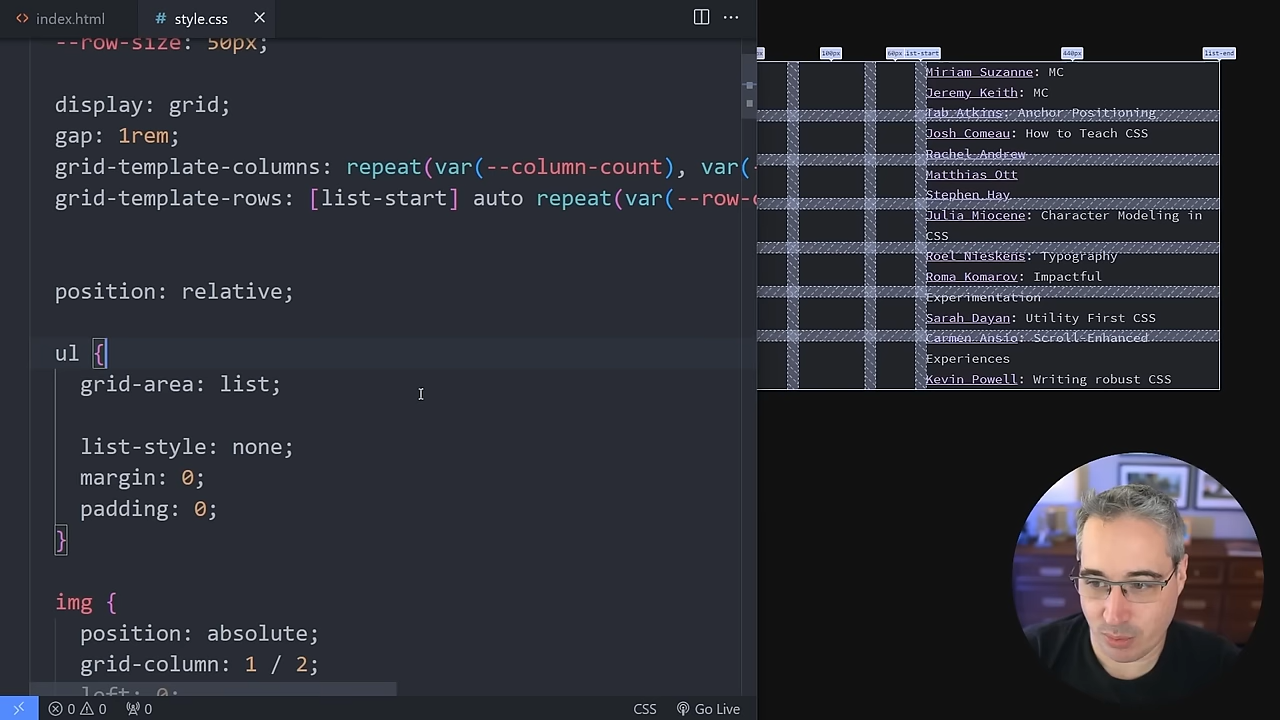 index.html
style.css
--row-size: 50px;
display: grid;
gap: 1rem;
grid-template-columns: repeat(var(--column-count), var(-
grid-template-rows: [list-start] auto repeat(var(--row-c
position: relative;
ul {
grid-area: list;
list-style: none;
margin: 0;
padding: 0;
}
img {
position: absolute;
grid-column: 1 / 2;
left: 0;
0 0 0
CSS Go Live
100px 60px ist-start 440px list-end
Miriam Suzanne: MC
Jeremy Keith: MC
Tab Atkins: Anchor Positioning
Josh Comeau: How to Teach CSS
Rachel Andrew
Matthias Ott
Stephen Hay
Julia Miocene: Character Modeling in
CSS
Roel Nieskens: Typography
Roma Komarov: Impactful
Experimentation
Sarah Dayan: Utility First CSS
Carmen Ansio: Scroll-Enhanced
Experiences
Kevin Powell: Writing robust CSS